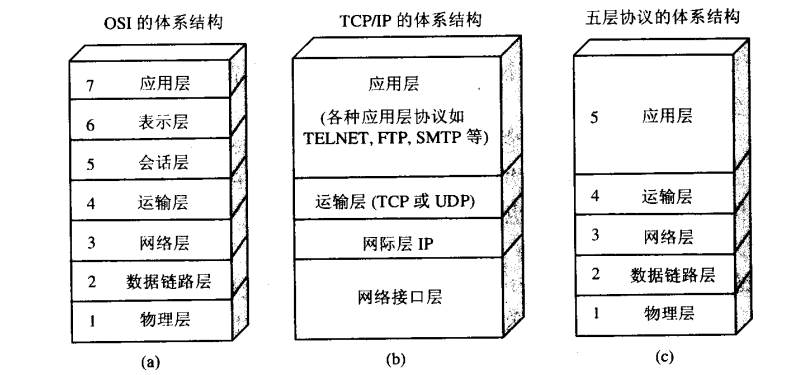 OSI 的体系结构
7 应用层
6 表示层
5 会话层
4 运输层
3 网络层
2 数据链路层
1 物理层
(a)
TCP/IP 的体系结构
应用层
(各种应用层协议如
TELNET, FTP, SMTP 等)
运输层 (TCP 或 UDP)
网际层 IP
网络接口层
(b)
五层协议的体系结构
5 应用层
4 运输层
3 网络层
2 数据链路层
1 物理层
(c)